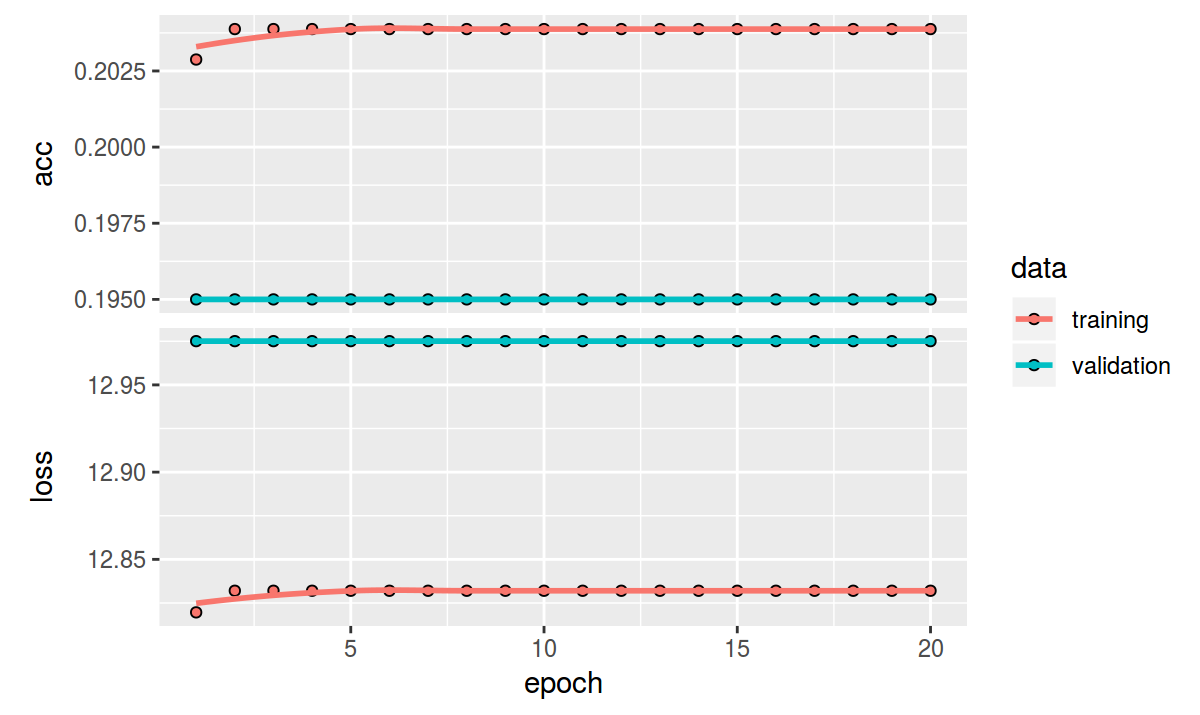 acc
0.2025
0.2000
0.1975
0.1950
loss
12.95
12.90
12.85
5 10 15 20
epoch
data
training
validation